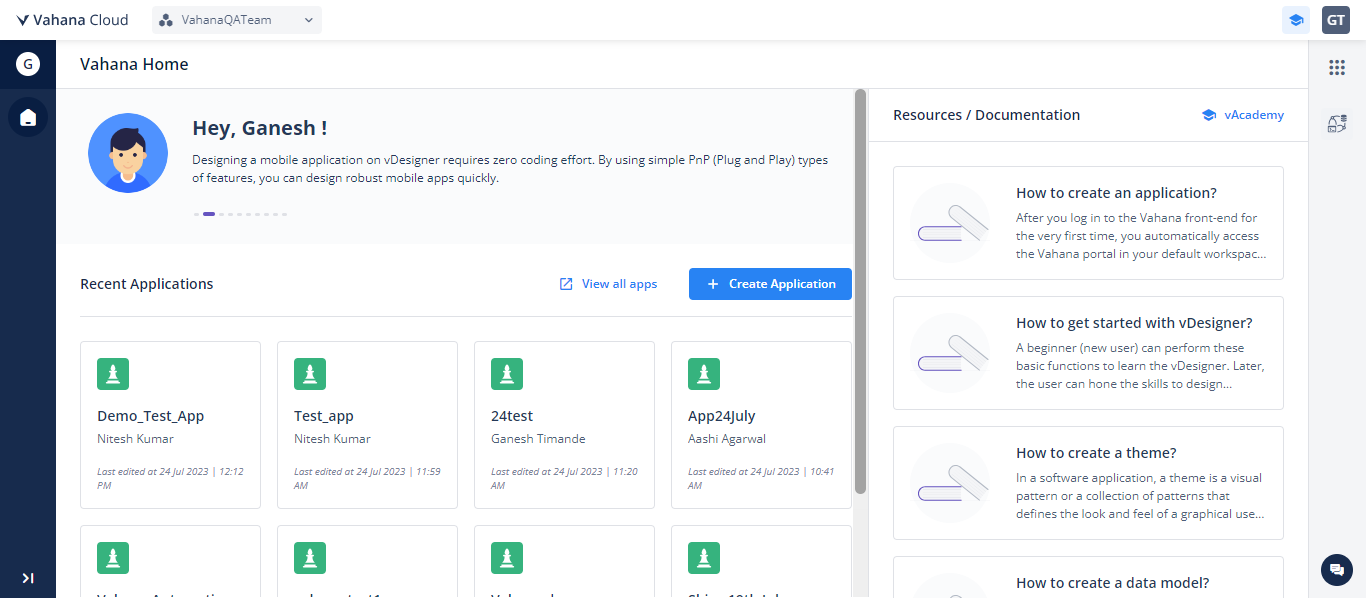 Vahana Cloud
VahanaQATeam
GT
G
Vahana Home
Hey, Ganesh !
Designing a mobile application on vDesigner requires zero coding effort. By using simple PnP (Plug and Play) types
of features, you can design robust mobile apps quickly.
Recent Applications
View all apps
+ Create Application
Demo_Test_App
Nitesh Kumar
Last edited at 24 Jul 2023 | 12:12
PM
Test_app
Nitesh Kumar
Last edited at 24 Jul 2023 | 11:59
AM
24test
Ganesh Timande
Last edited at 24 Jul 2023 | 11:20
AM
App24July
Aashi Agarwal
Last edited at 24 Jul 2023 | 10:41
AM
Resources / Documentation
vAcademy
How to create an application?
After you log in to the Vahana front-end for
the very first time, you automatically access
the Vahana portal in your default workspac...
How to get started with vDesigner?
A beginner (new user) can perform these
basic functions to learn the vDesigner. Later,
the user can hone the skills to design...
How to create a theme?
In a software application, a theme is a visual
pattern or a collection of patterns that
defines the look and feel of a graphical use...
How to create a data model?